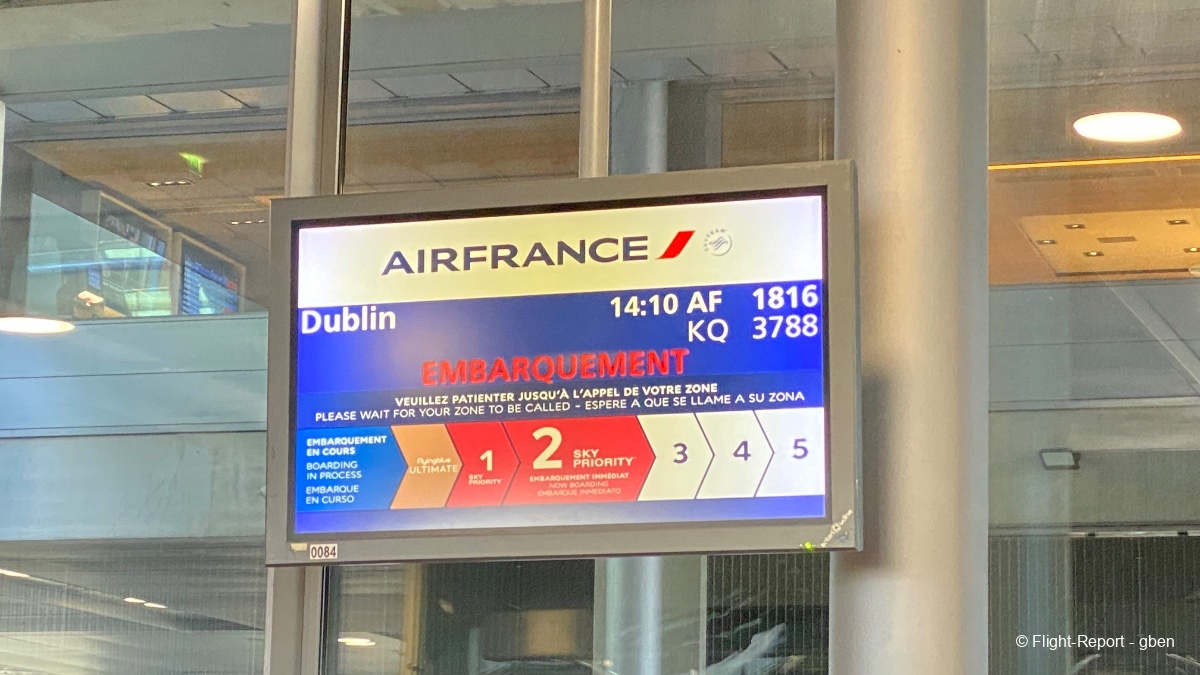 AIRFRANCE
Dublin 14:10 AF 1816
KQ 3788
EMBARQUEMENT
VEUILLEZ PATIENTER JUSQU'À L'APPEL DE VOTRE ZONE
PLEASE WAIT FOR YOUR ZONE TO BE CALLED - ESPERE A QUE SE LLAME A SU ZONA
EMBARQUEMENT
EN COURS
BOARDING
IN PROCESS
EMBARQUE
EN CURSO
flyingblue
ULTIMATE
1
SKY
PRIORITY
2 SKY
PRIORITY
EMBARQUEMENT IMMÉDIAT
NOW BOARDING
EMBARQUE INMEDIATO
3 4 5
0084
© Flight-Report - gben